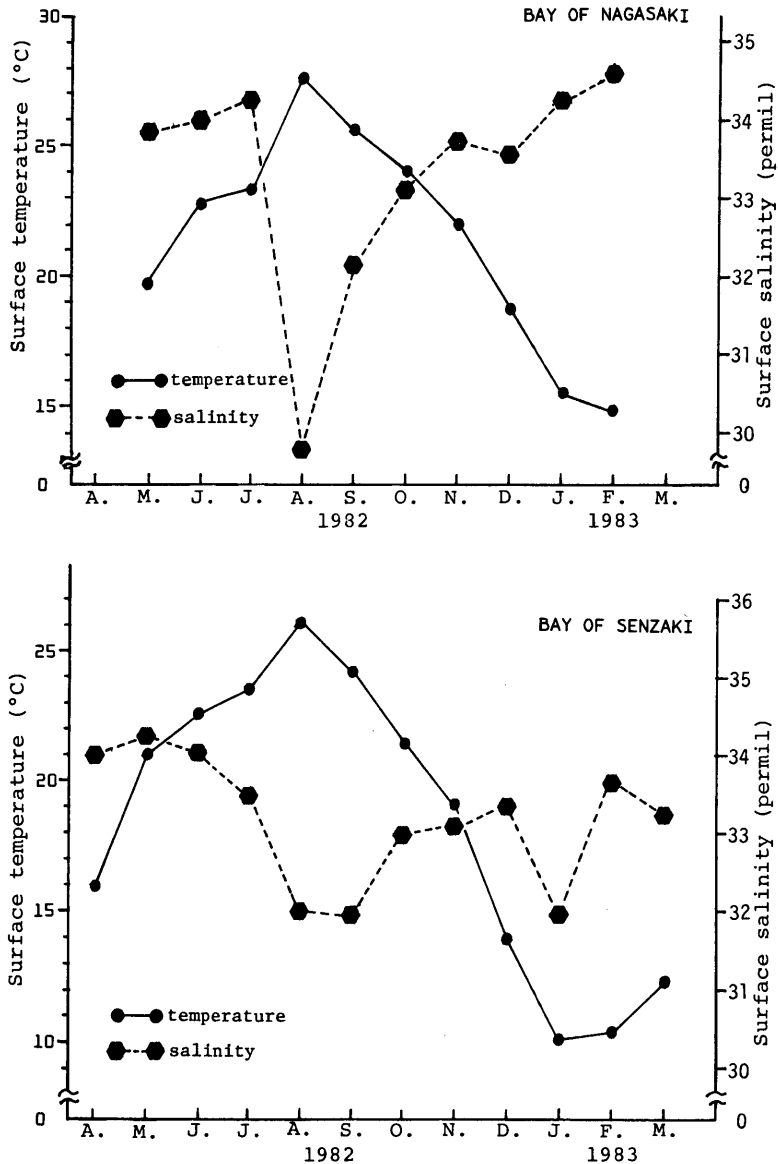 BAY OF NAGASAKI
Surface temperature (°C)
30
25
20
15
0
35
34
33
32
31
30
0
Surface salinity (permil)
temperature
salinity
A. M. J. J. A. S. O. N. D. J. F. M.
1982 1983
BAY OF SENZAKI
Surface temperature (°C)
25
20
15
10
0
36
35
34
33
32
31
30
0
Surface salinity (permil)
temperature
salinity
A. M. J. J. A. S. O. N. D. J. F. M.
1982 1983